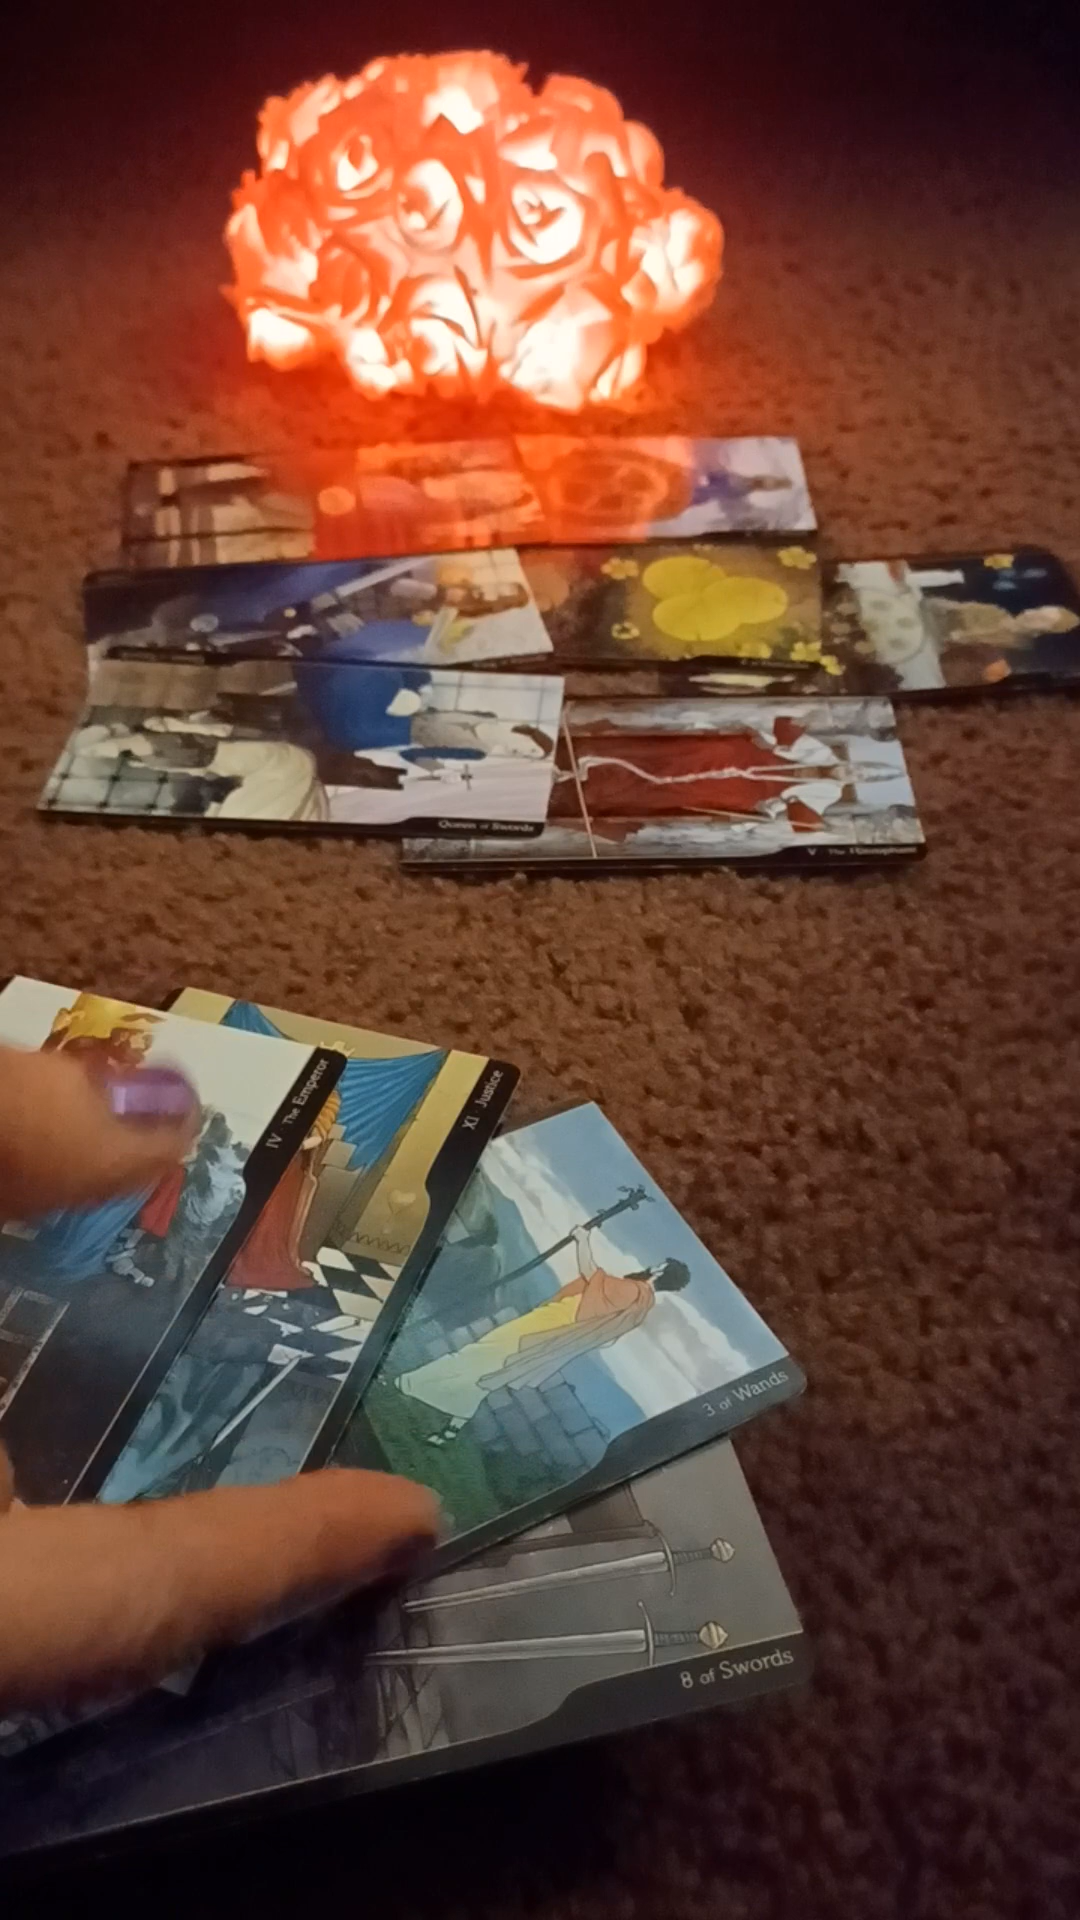 Queen of Swords
V The Hierophant
IV The Emperor
XI Justice
3 of Wands
8 of Swords